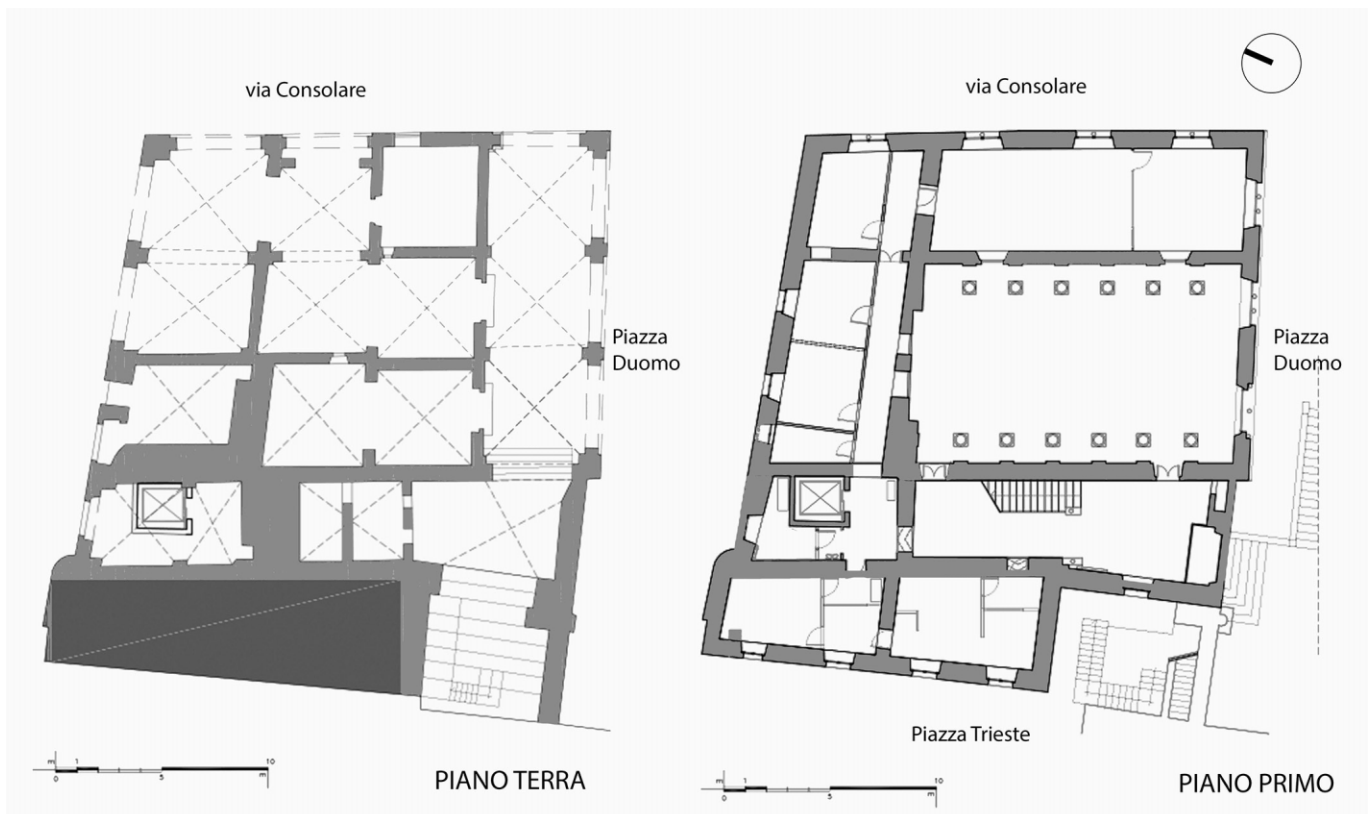 via Consolare
via Consolare
Piazza
Duomo
Piazza
Duomo
Piazza Trieste
m 1 10
0 5 m
PIANO TERRA
m 1 10
0 5 m
PIANO PRIMO